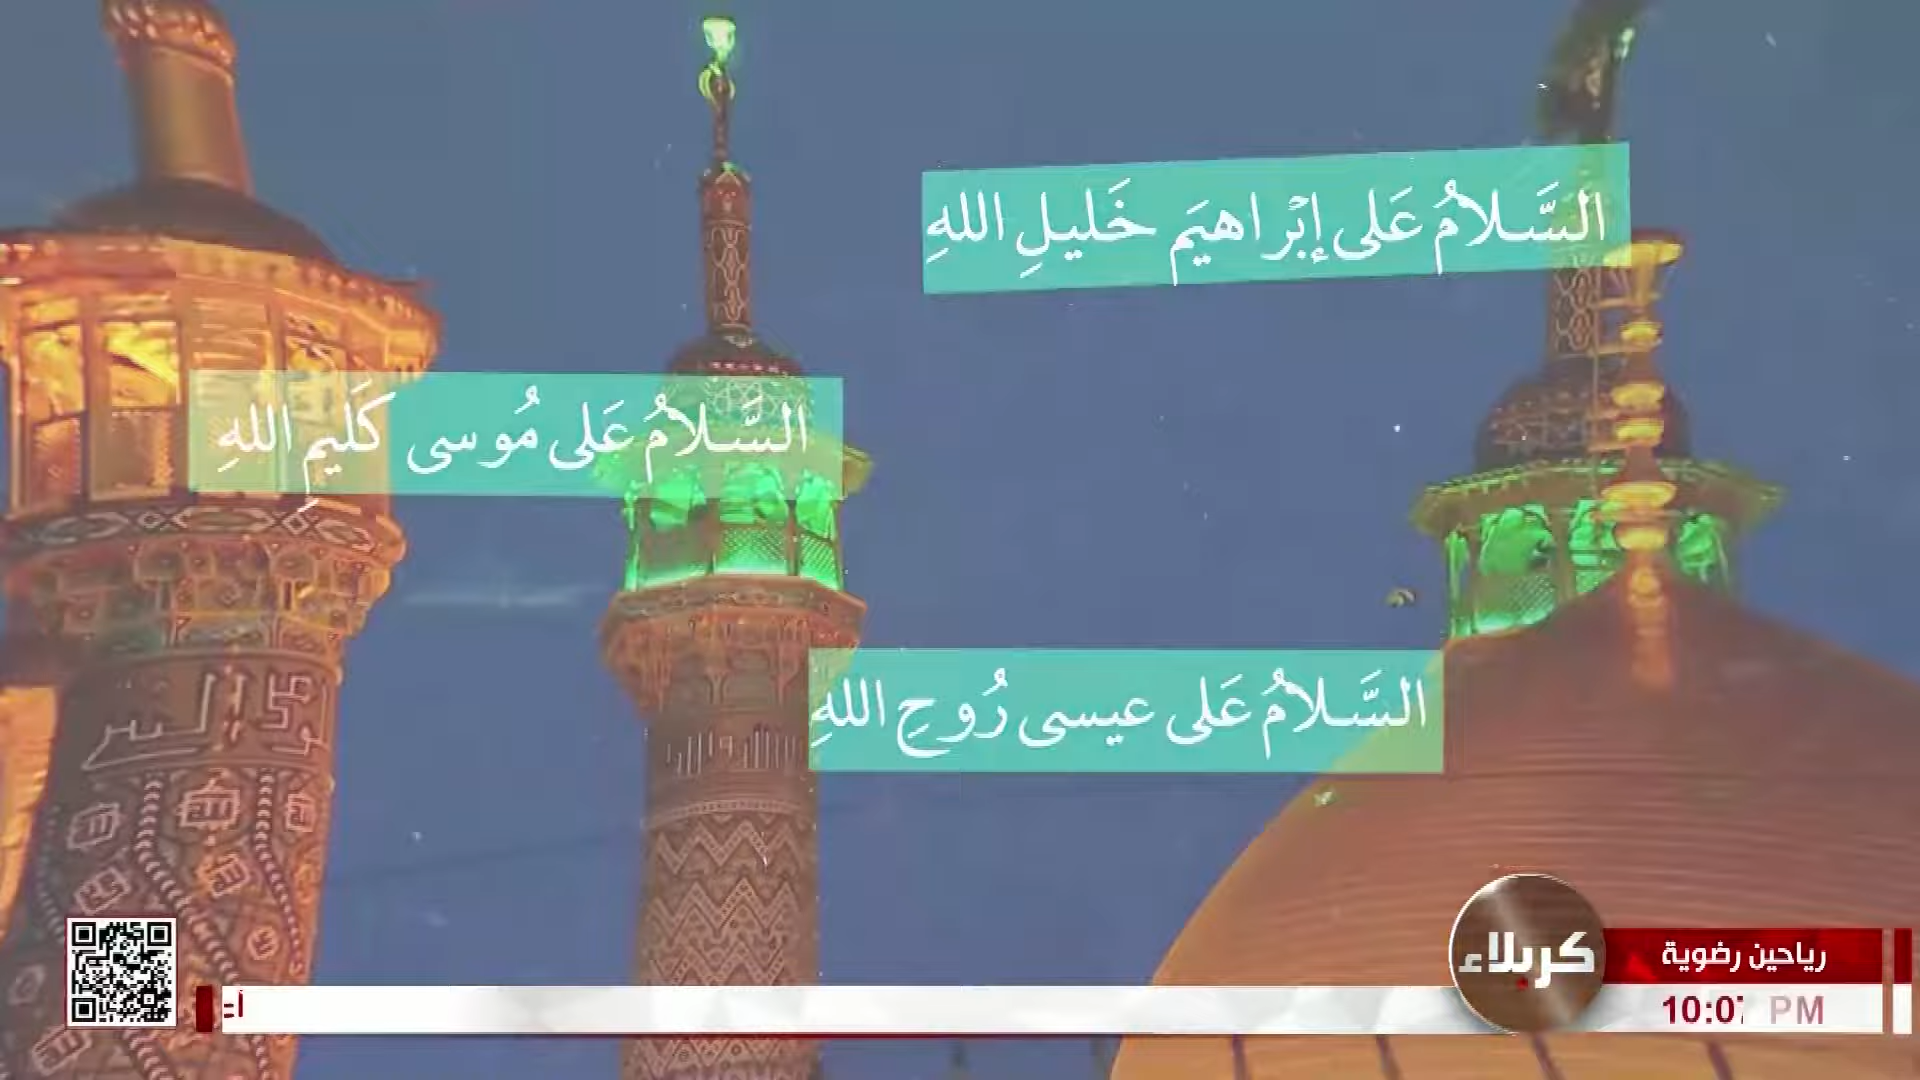 السَّلامُ عَلى إبْراهيَم خَليلِ اللهِ
السَّلامُ عَلى مُوسى كَليمِ اللهِ
السَّلامُ عَلى عيسى رُوحِ اللهِ
كربلاء
رياحين رضوية
PM